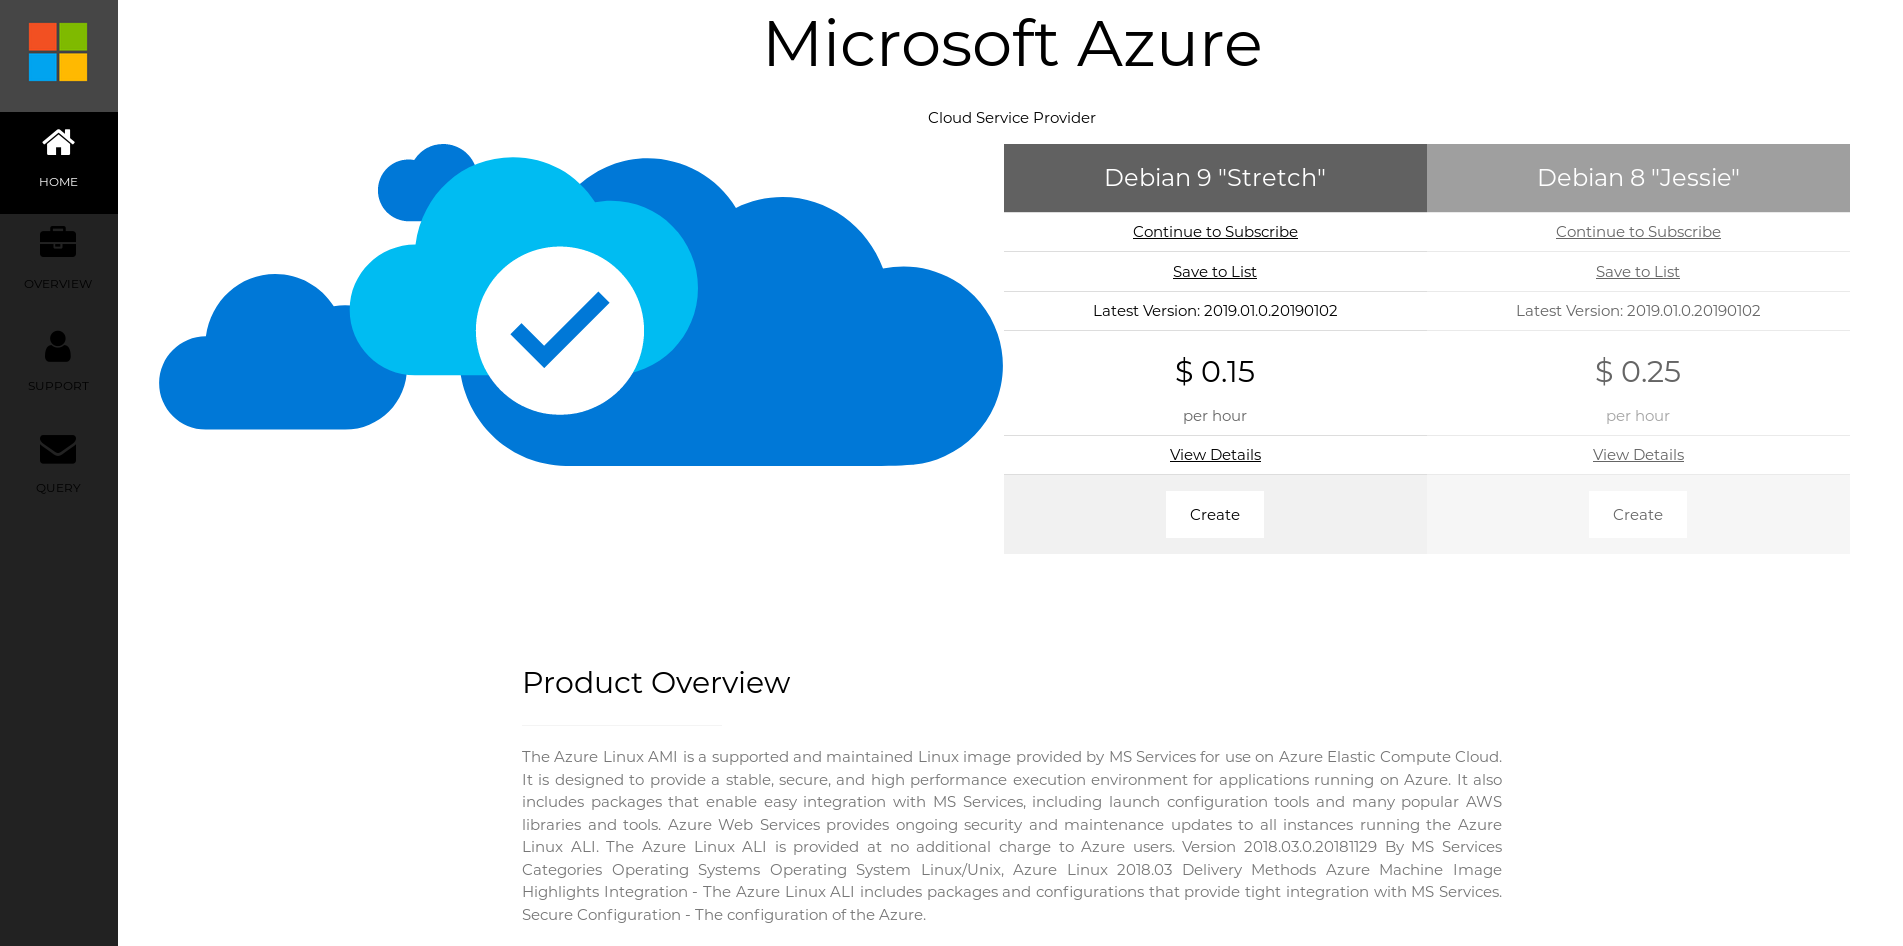 Microsoft Azure
Cloud Service Provider
HOME
OVERVIEW
SUPPORT
QUERY
Debian 9 "Stretch"
Continue to Subscribe
Save to List
Latest Version: 2019.01.0.20190102
$ 0.15
per hour
View Details
Create
Debian 8 "Jessie"
Continue to Subscribe
Save to List
Latest Version: 2019.01.0.20190102
$ 0.25
per hour
View Details
Create
Product Overview
The Azure Linux AMI is a supported and maintained Linux image provided by MS Services for use on Azure Elastic Compute Cloud.
It is designed to provide a stable, secure, and high performance execution environment for applications running on Azure. It also
includes packages that enable easy integration with MS Services, including launch configuration tools and many popular AWS
libraries and tools. Azure Web Services provides ongoing security and maintenance updates to all instances running the Azure
Linux ALI. The Azure Linux ALI is provided at no additional charge to Azure users. Version 2018.03.0.20181129 By MS Services
Categories Operating Systems Operating System Linux/Unix, Azure Linux 2018.03 Delivery Methods Azure Machine Image
Highlights Integration - The Azure Linux ALI includes packages and configurations that provide tight integration with MS Services.
Secure Configuration - The configuration of the Azure.